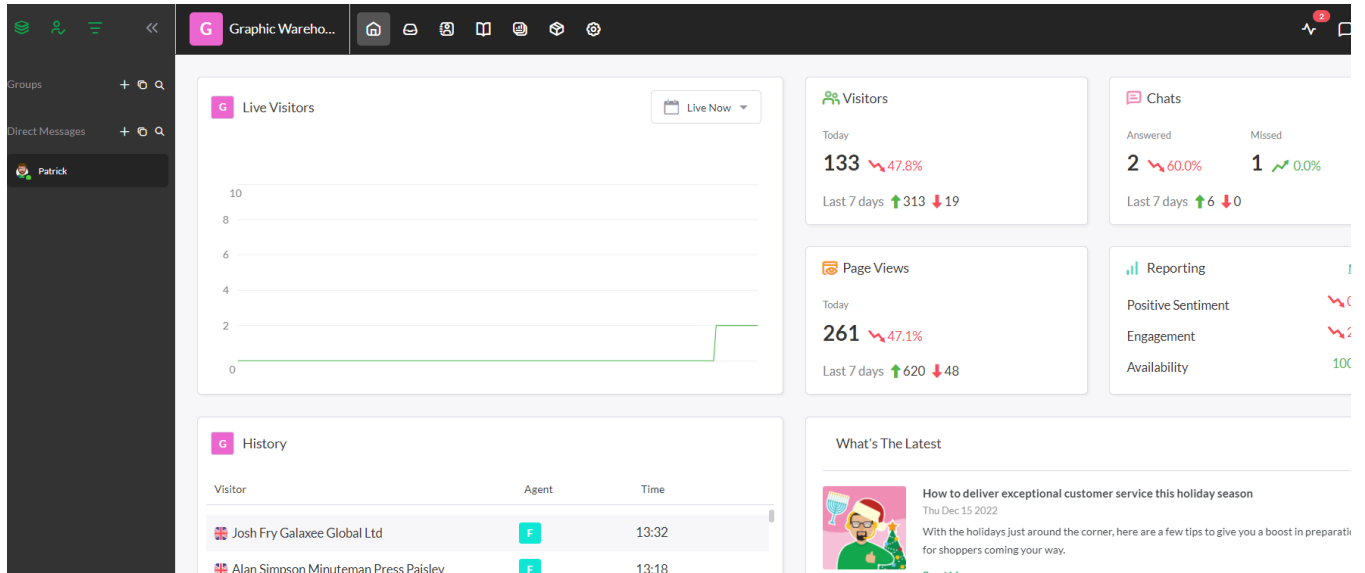 G Graphic Wareho...
2
Groups
Direct Messages
Patrick
G Live Visitors
Live Now
10
8
6
4
2
0
Visitors
Today
133 47.8%
Last 7 days 313 19
Chats
Answered Missed
2 60.0% 1 0.0%
Last 7 days 6 0
Page Views
Today
261 47.1%
Last 7 days 620 48
Reporting
Positive Sentiment
Engagement
Availability
G History
Visitor Agent Time
Josh Fry Galaxee Global Ltd F 13:32
Alan Simpson Minuteman Press Paisley F 13:18
What's The Latest
How to deliver exceptional customer service this holiday season
Thu Dec 15 2022
With the holidays just around the corner, here are a few tips to give you a boost in
for shoppers coming your way.